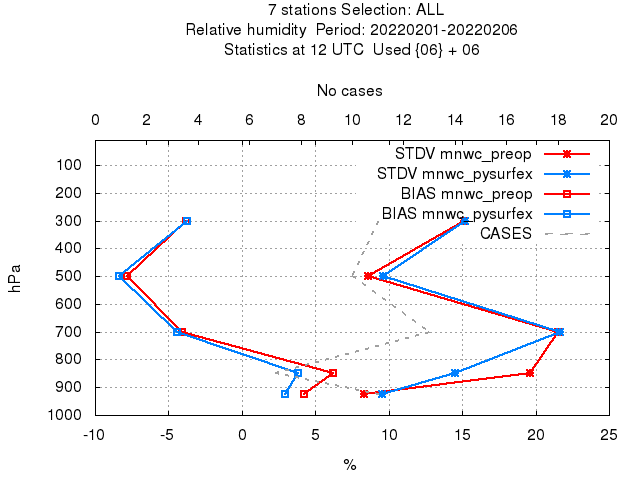 7 stations Selection: ALL
Relative humidity  Period: 20220201-20220206
Statistics at 12 UTC  Used {06} + 06
No cases
0 2 4 6 8 10 12 14 16 18 20
STDV mnwc_preop
STDV mnwc_pysurfex
BIAS mnwc_preop
BIAS mnwc_pysurfex
CASES
100
200
300
400
500
600
700
800
900
1000
hPa
-10 -5 0 5 10 15 20 25
%